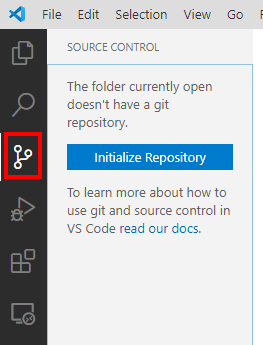 File Edit Selection View Go
SOURCE CONTROL
The folder currently open
doesn't have a git
repository.
Initialize Repository
To learn more about how to
use git and source control in
VS Code read our docs.